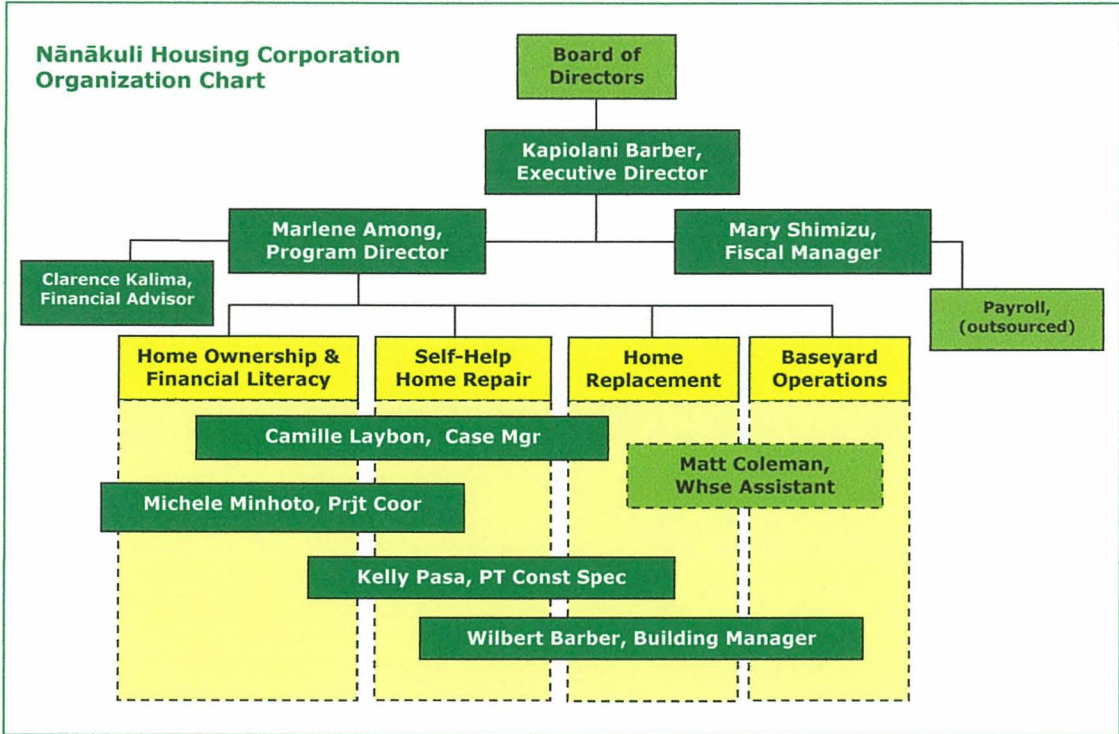 Nānākuli Housing Corporation
Organization Chart
Board of
Directors
Kapiolani Barber,
Executive Director
Marlene Among,
Program Director
Mary Shimizu,
Fiscal Manager
Clarence Kalima,
Financial Advisor
Payroll,
(outsourced)
Home Ownership &
Financial Literacy
Self-Help
Home Repair
Home
Replacement
Baseyard
Operations
Camille Laybon, Case Mgr
Matt Coleman,
Whse Assistant
Michele Minhoto, Prjt Coor
Kelly Pasa, PT Const Spec
Wilbert Barber, Building Manager